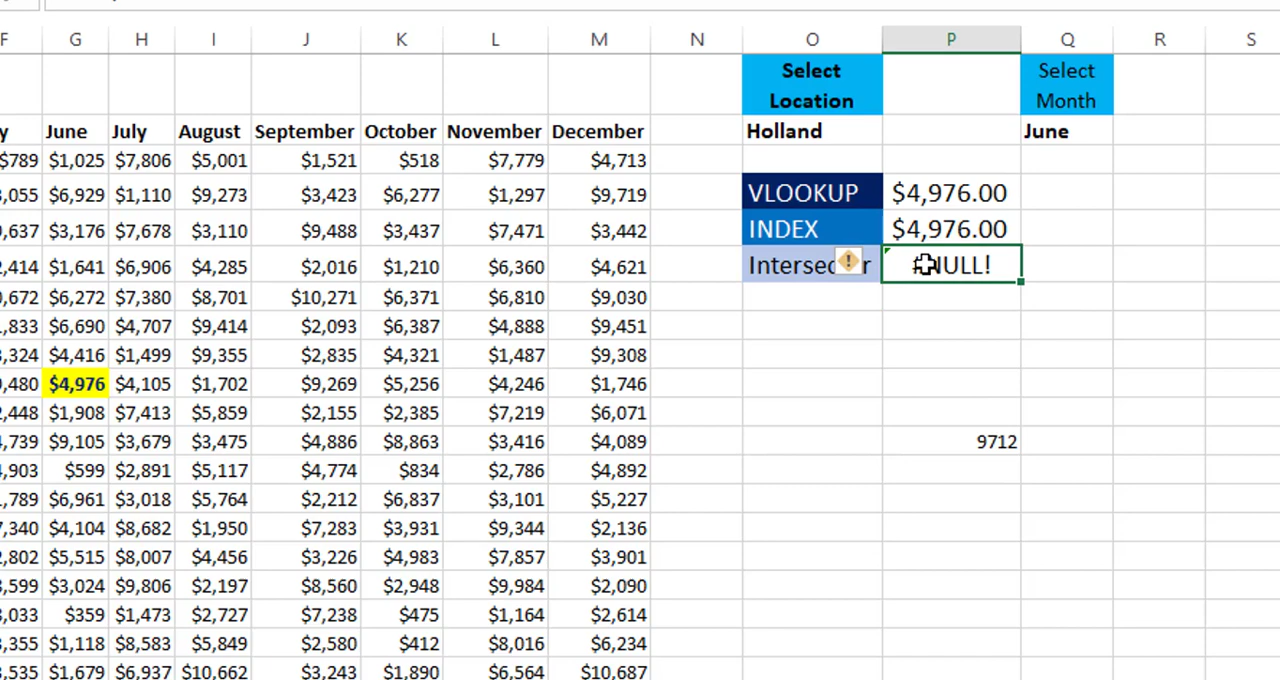 F G H I J K L M N O P Q R S
Select Location Select Month
y June July August September October November December Holland June
$789 $1,025 $7,806 $5,001 $1,521 $518 $7,779 $4,713
,055 $6,929 $1,110 $9,273 $3,423 $6,277 $1,297 $9,719 VLOOKUP $4,976.00
,637 $3,176 $7,678 $3,110 $9,488 $3,437 $7,471 $3,442 INDEX $4,976.00
,414 $1,641 $6,906 $4,285 $2,016 $1,210 $6,360 $4,621 Intersec r NULL!
,672 $6,272 $7,380 $8,701 $10,271 $6,371 $6,810 $9,030
,833 $6,690 $4,707 $9,414 $2,093 $6,387 $4,888 $9,451
,324 $4,416 $1,499 $9,355 $2,835 $4,321 $1,487 $9,308
,480 $4,976 $4,105 $1,702 $9,269 $5,256 $4,246 $1,746
,448 $1,908 $7,413 $5,859 $2,155 $2,385 $7,219 $6,071
,739 $9,105 $3,679 $3,475 $4,886 $8,863 $3,416 $4,089 9712
,903 $599 $2,891 $5,117 $4,774 $834 $2,786 $4,892
,789 $6,961 $3,018 $5,764 $2,212 $6,837 $3,101 $5,227
,340 $4,104 $8,682 $1,950 $7,283 $3,931 $9,344 $2,136
,802 $5,515 $8,007 $4,456 $3,226 $4,983 $7,857 $3,901
,599 $3,024 $9,806 $2,197 $8,560 $2,948 $9,984 $2,090
,033 $359 $1,473 $2,727 $7,238 $475 $1,164 $2,614
,355 $1,118 $8,583 $5,849 $2,580 $412 $8,016 $6,234
,535 $1,679 $6,937 $10,662 $3,243 $1,890 $6,564 $10,687